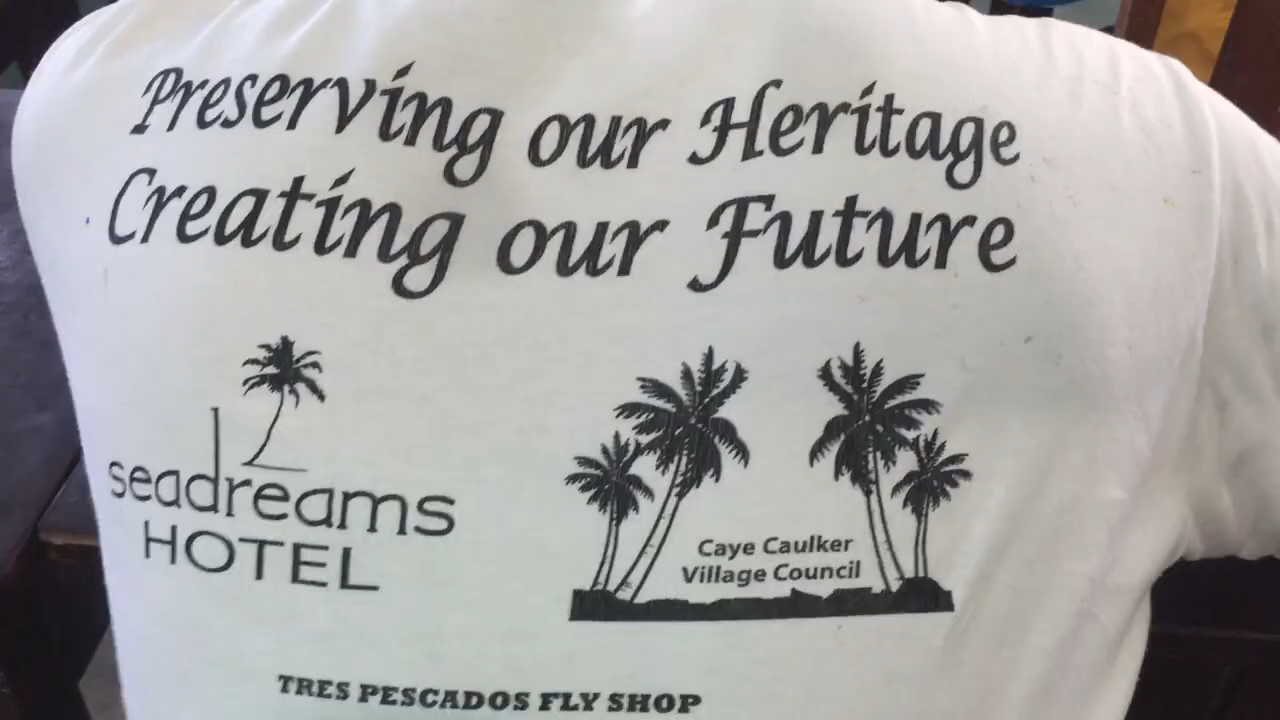 Preserving our Heritage
Creating our Future
seadreams
HOTEL
Caye Caulker
Village Council
TRES PESCADOS FLY SHOP